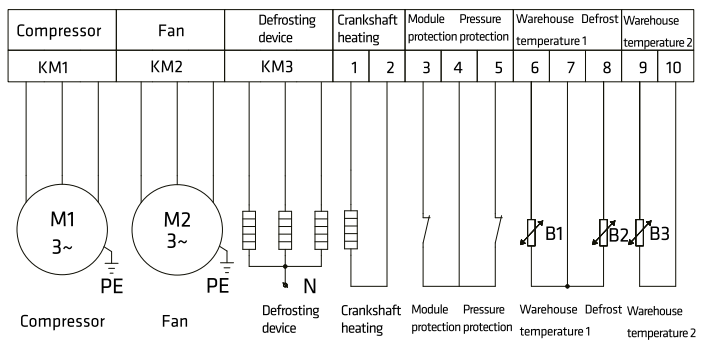 Compressor
Fan
Defrosting
device
Crankshaft
heating
Module Pressure
protection protection
Warehouse Defrost
temperature 1
Warehouse
temperature 2
KM1 KM2 KM3 1 2 3 4 5 6 7 8 9 10
M1
3~
PE
M2
3~
PE
N
B1
B2
B3
Compressor
Fan
Defrosting
device
Crankshaft
heating
Module Pressure
protection protection
Warehouse Defrost
temperature 1
Warehouse
temperature 2